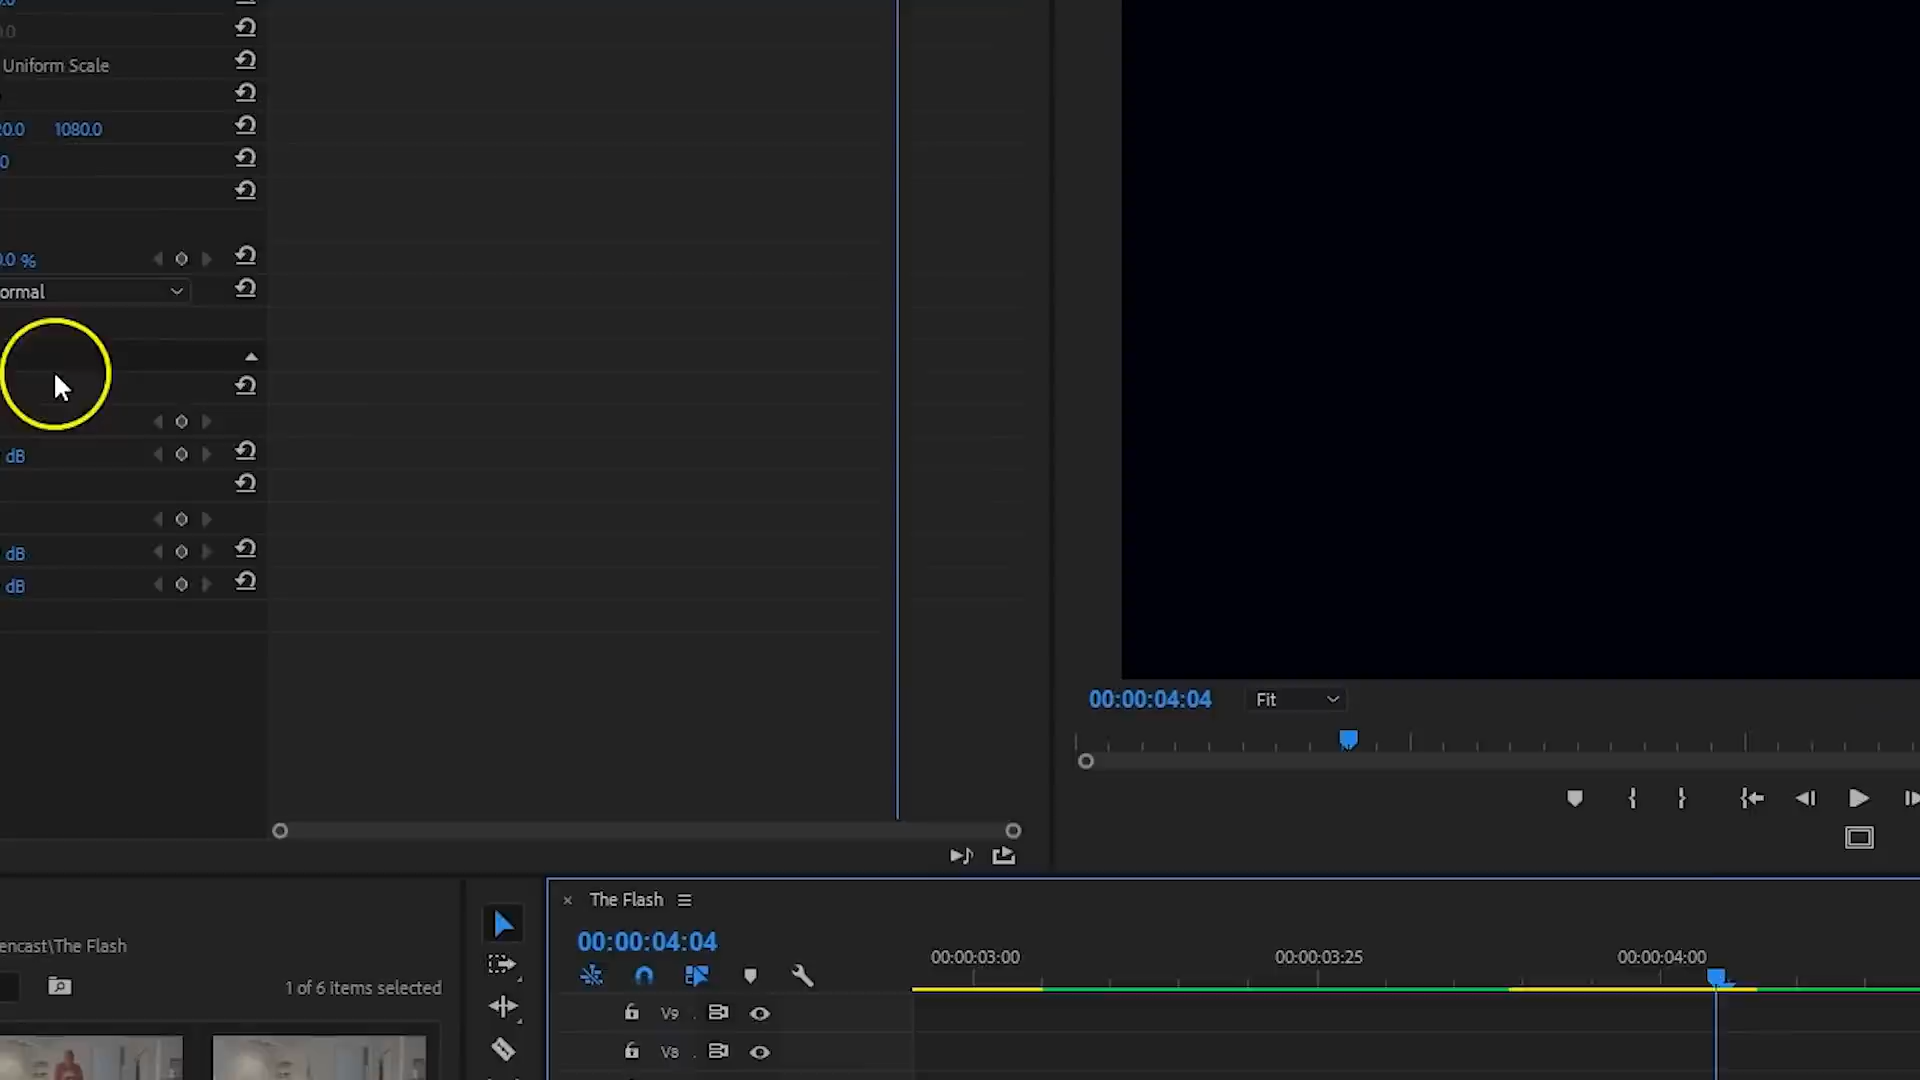 Uniform Scale
1080.0
%
dB
dB
dB
00:00:04:04 Fit
× The Flash
00:00:04:04
00:00:03:00 00:00:03:25 00:00:04:00
\The Flash
1 of 6 items selected
V9
V8